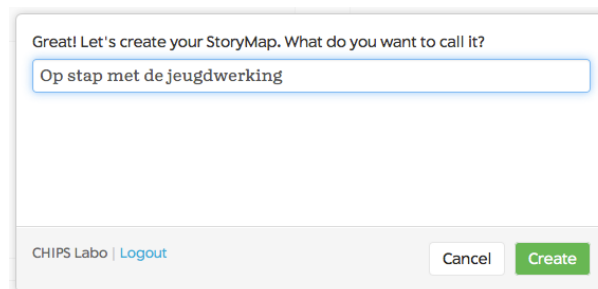 Great! Let's create your StoryMap. What do you want to call it?
Op stap met de jeugdwerking
CHIPS Labo | Logout
Cancel
Create